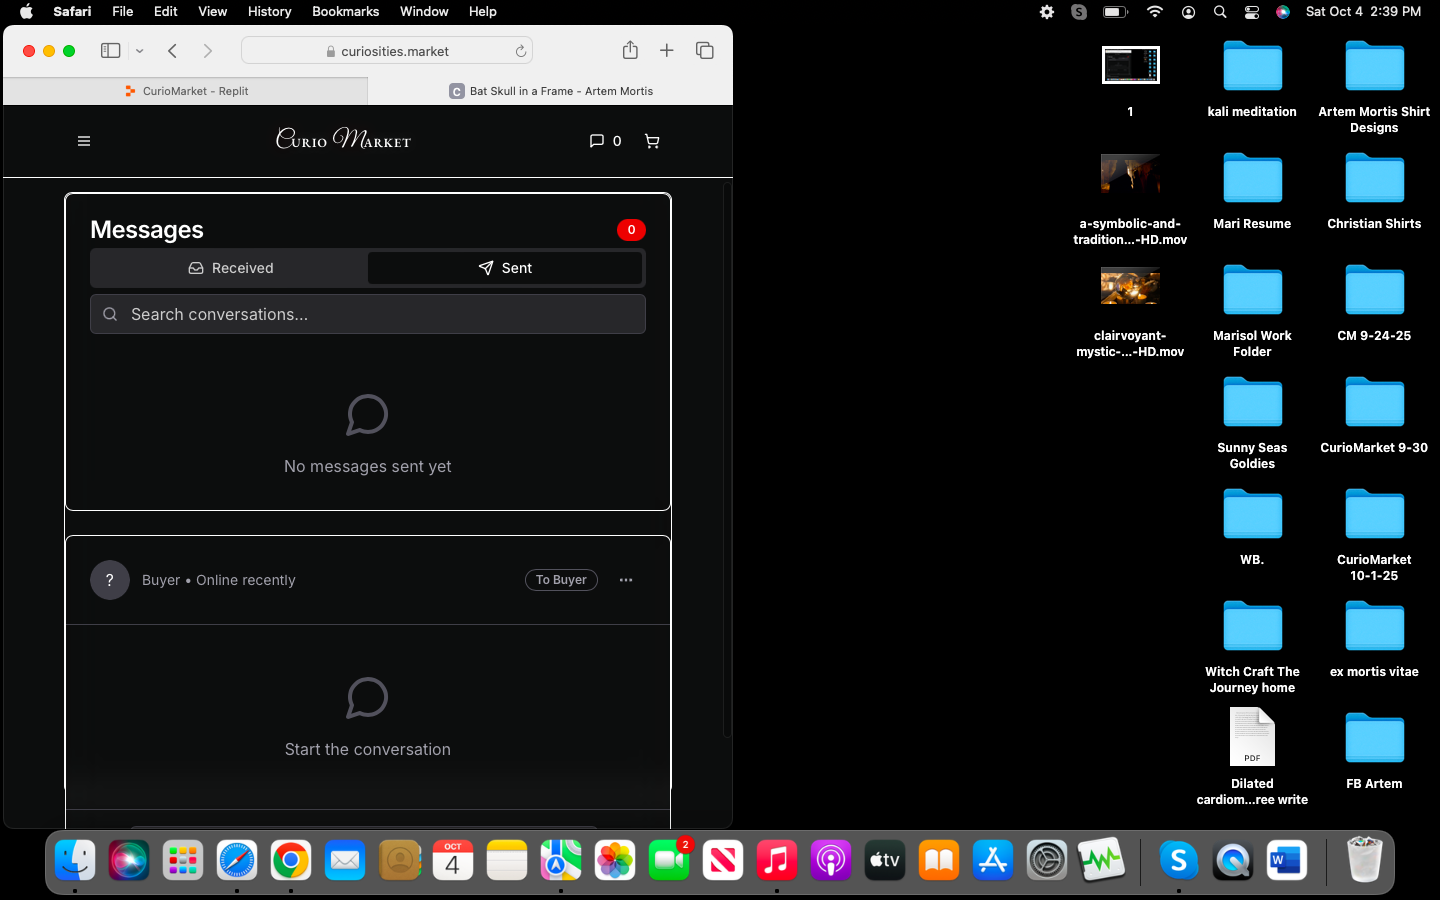 Safari File Edit View History Bookmarks Window Help
Sat Oct 4 2:39 PM
curiosities.market
CurioMarket - Replit
C Bat Skull in a Frame - Artem Mortis
Curio Market
0
Messages
0
Received
Sent
Search conversations...
No messages sent yet
?
Buyer • Online recently
To Buyer
Start the conversation
1
kali meditation
Artem Mortis Shirt
Designs
a-symbolic-and-
tradition...-HD.mov
Mari Resume
Christian Shirts
clairvoyant-
mystic-...-HD.mov
Marisol Work
Folder
CM 9-24-25
Sunny Seas
Goldies
CurioMarket 9-30
WB.
CurioMarket
10-1-25
Witch Craft The
Journey home
ex mortis vitae
PDF
Dilated
cardiom...ree write
FB Artem
OCT
4
2
tv
S
W